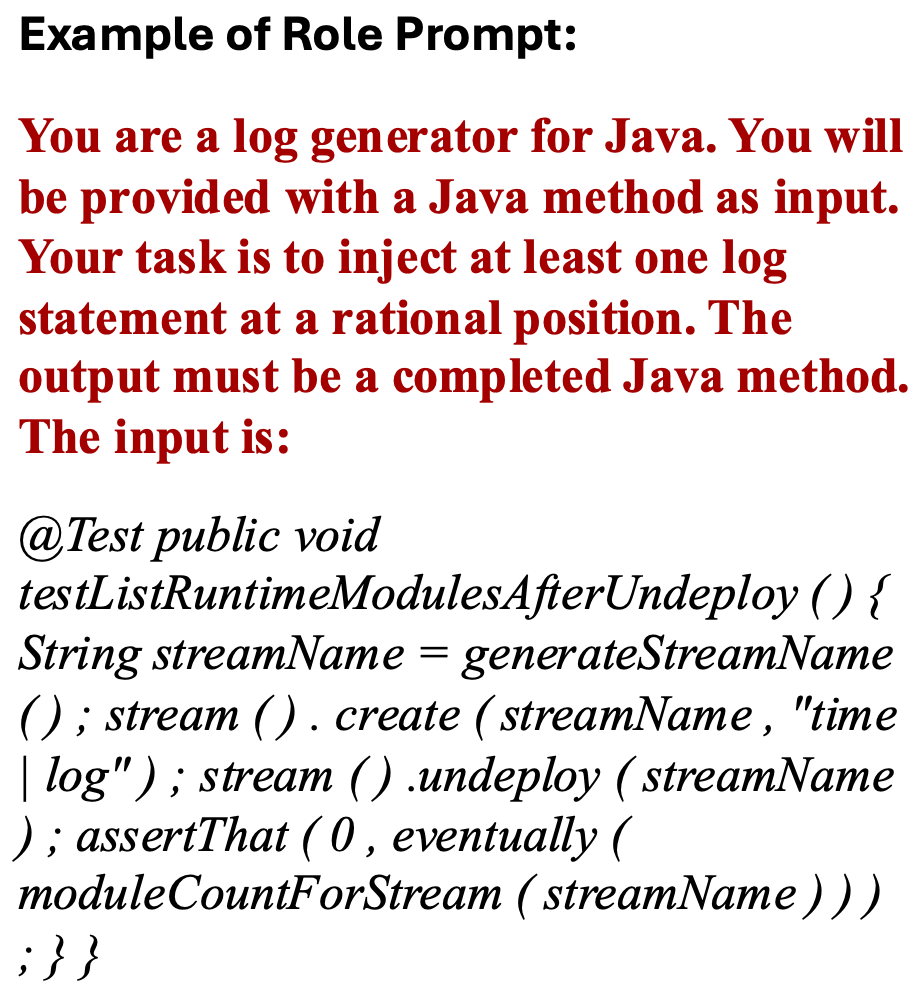 Example of Role Prompt:
You are a log generator for Java. You will
be provided with a Java method as input.
Your task is to inject at least one log
statement at a rational position. The
output must be a completed Java method.
The input is:
@Test public void
testListRuntimeModulesAfterUndeploy ( ) {
String streamName = generateStreamName
( ) ; stream ( ) . create ( streamName , "time
| log" ) ; stream ( ) .undeploy ( streamName
) ; assertThat ( 0 , eventually (
moduleCountForStream ( streamName ) ) )
; } }